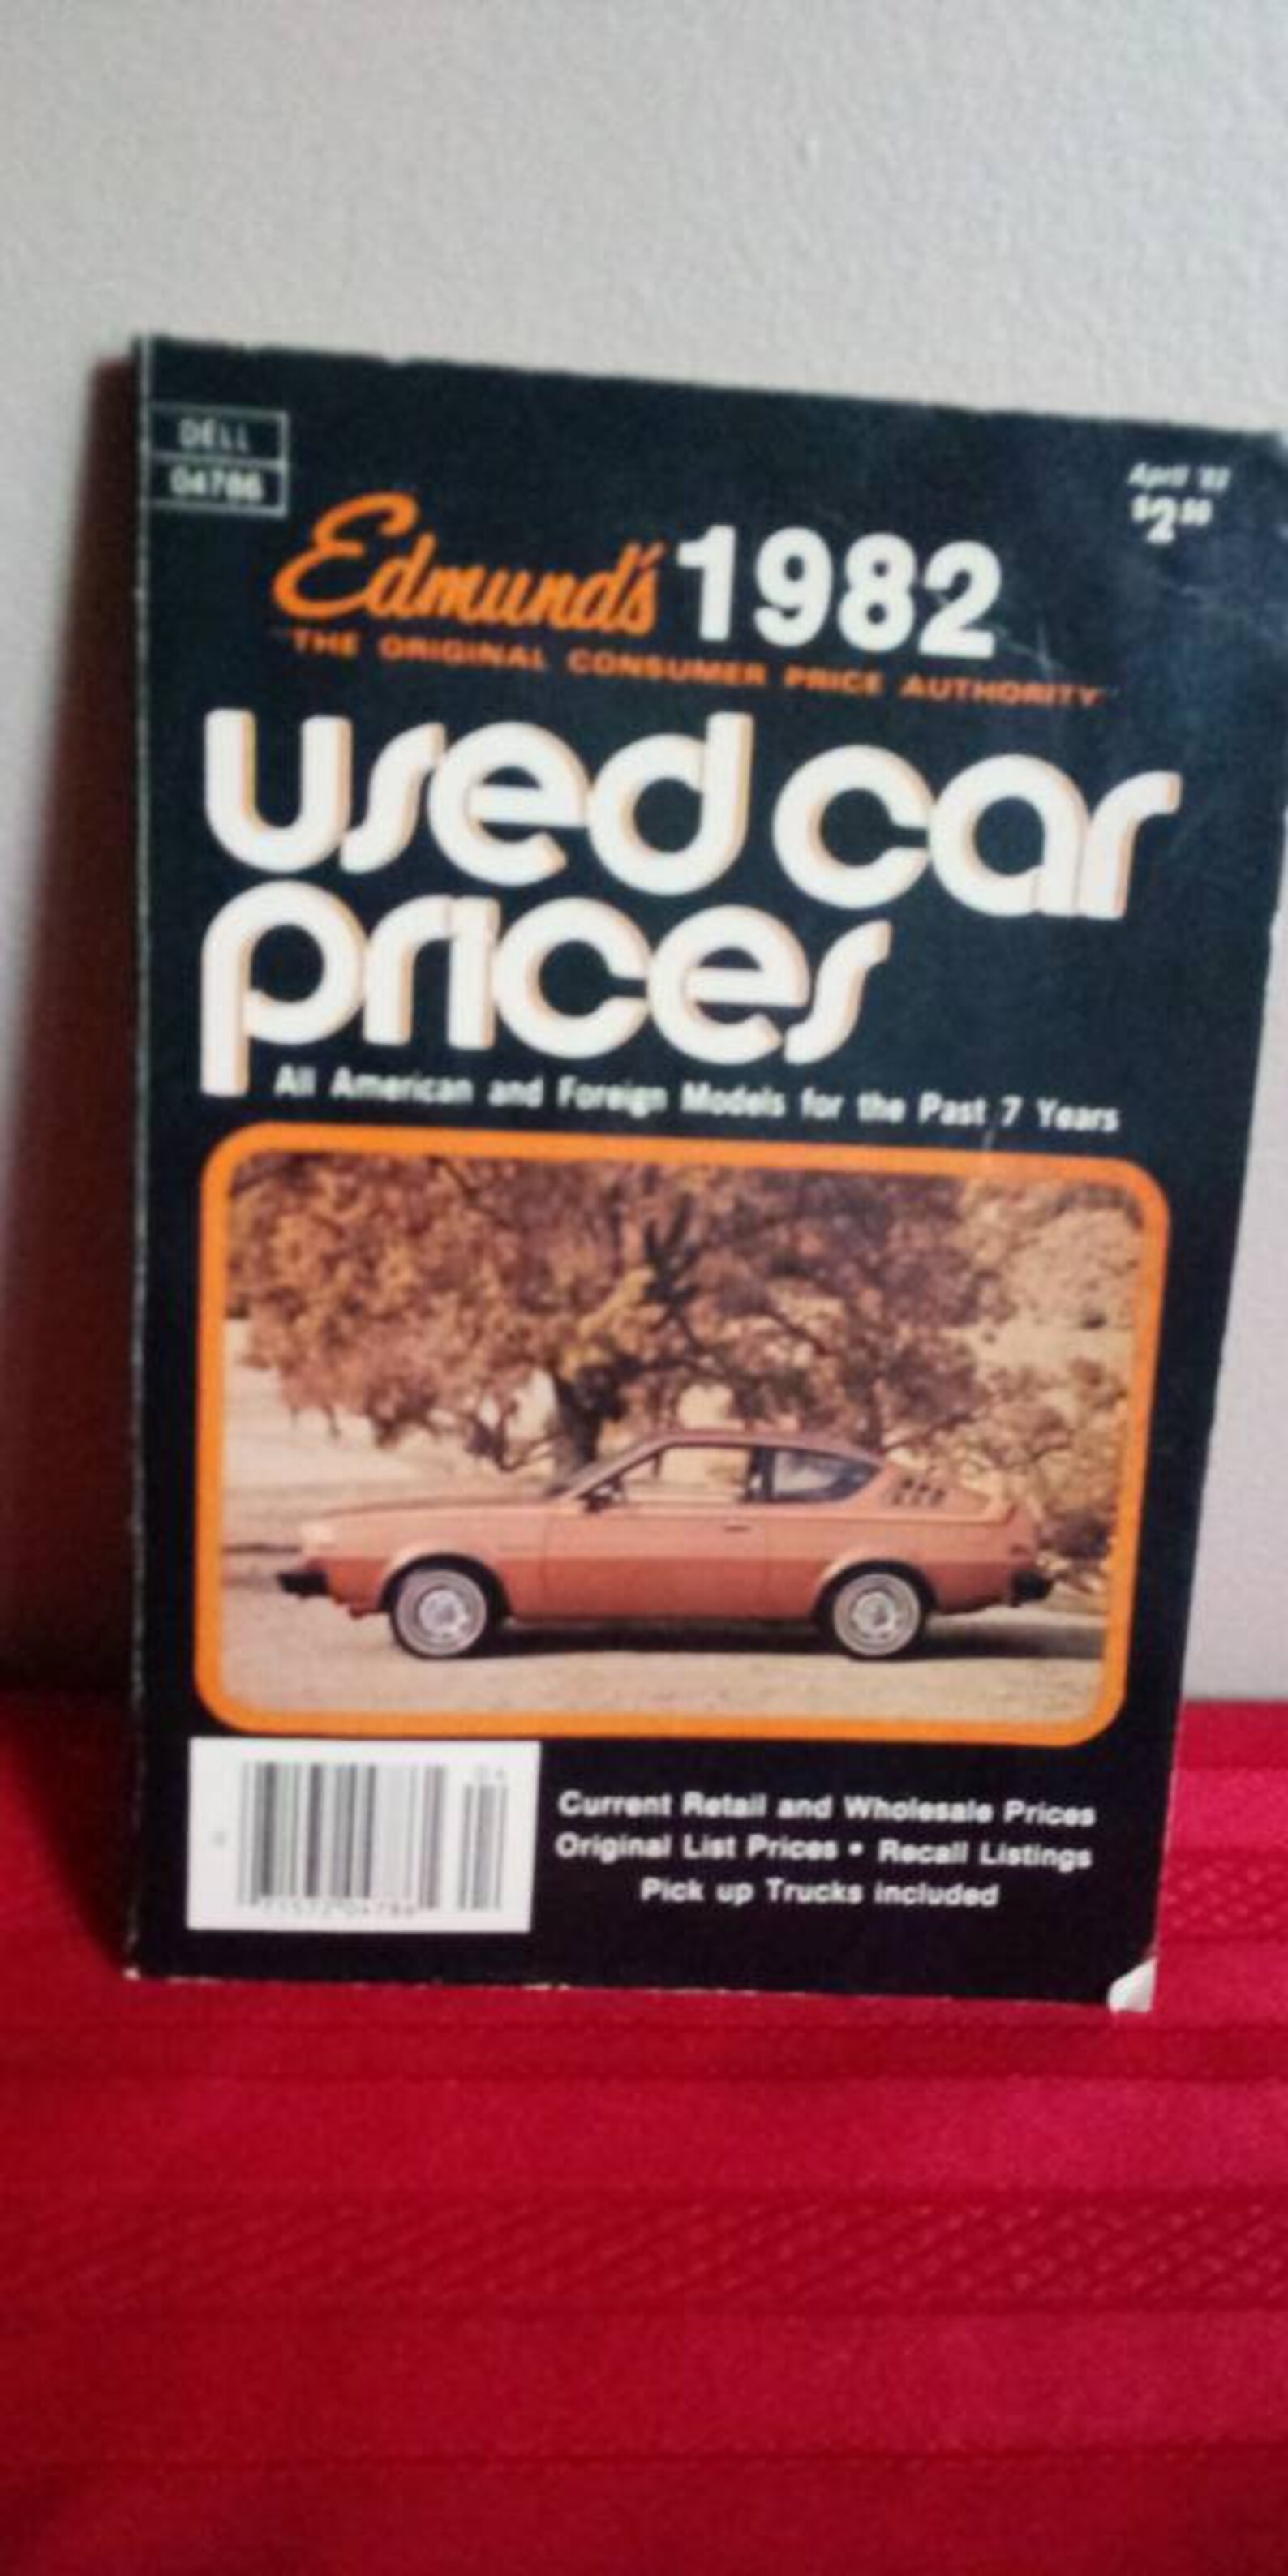 DELL
04786
April '82
$2.50
Edmund's 1982
"THE ORIGINAL CONSUMER PRICE AUTHORITY"
used car
prices
All American and Foreign Models for the Past 7 Years
Current Retail and Wholesale Prices
Original List Prices • Recall Listings
Pick up Trucks included